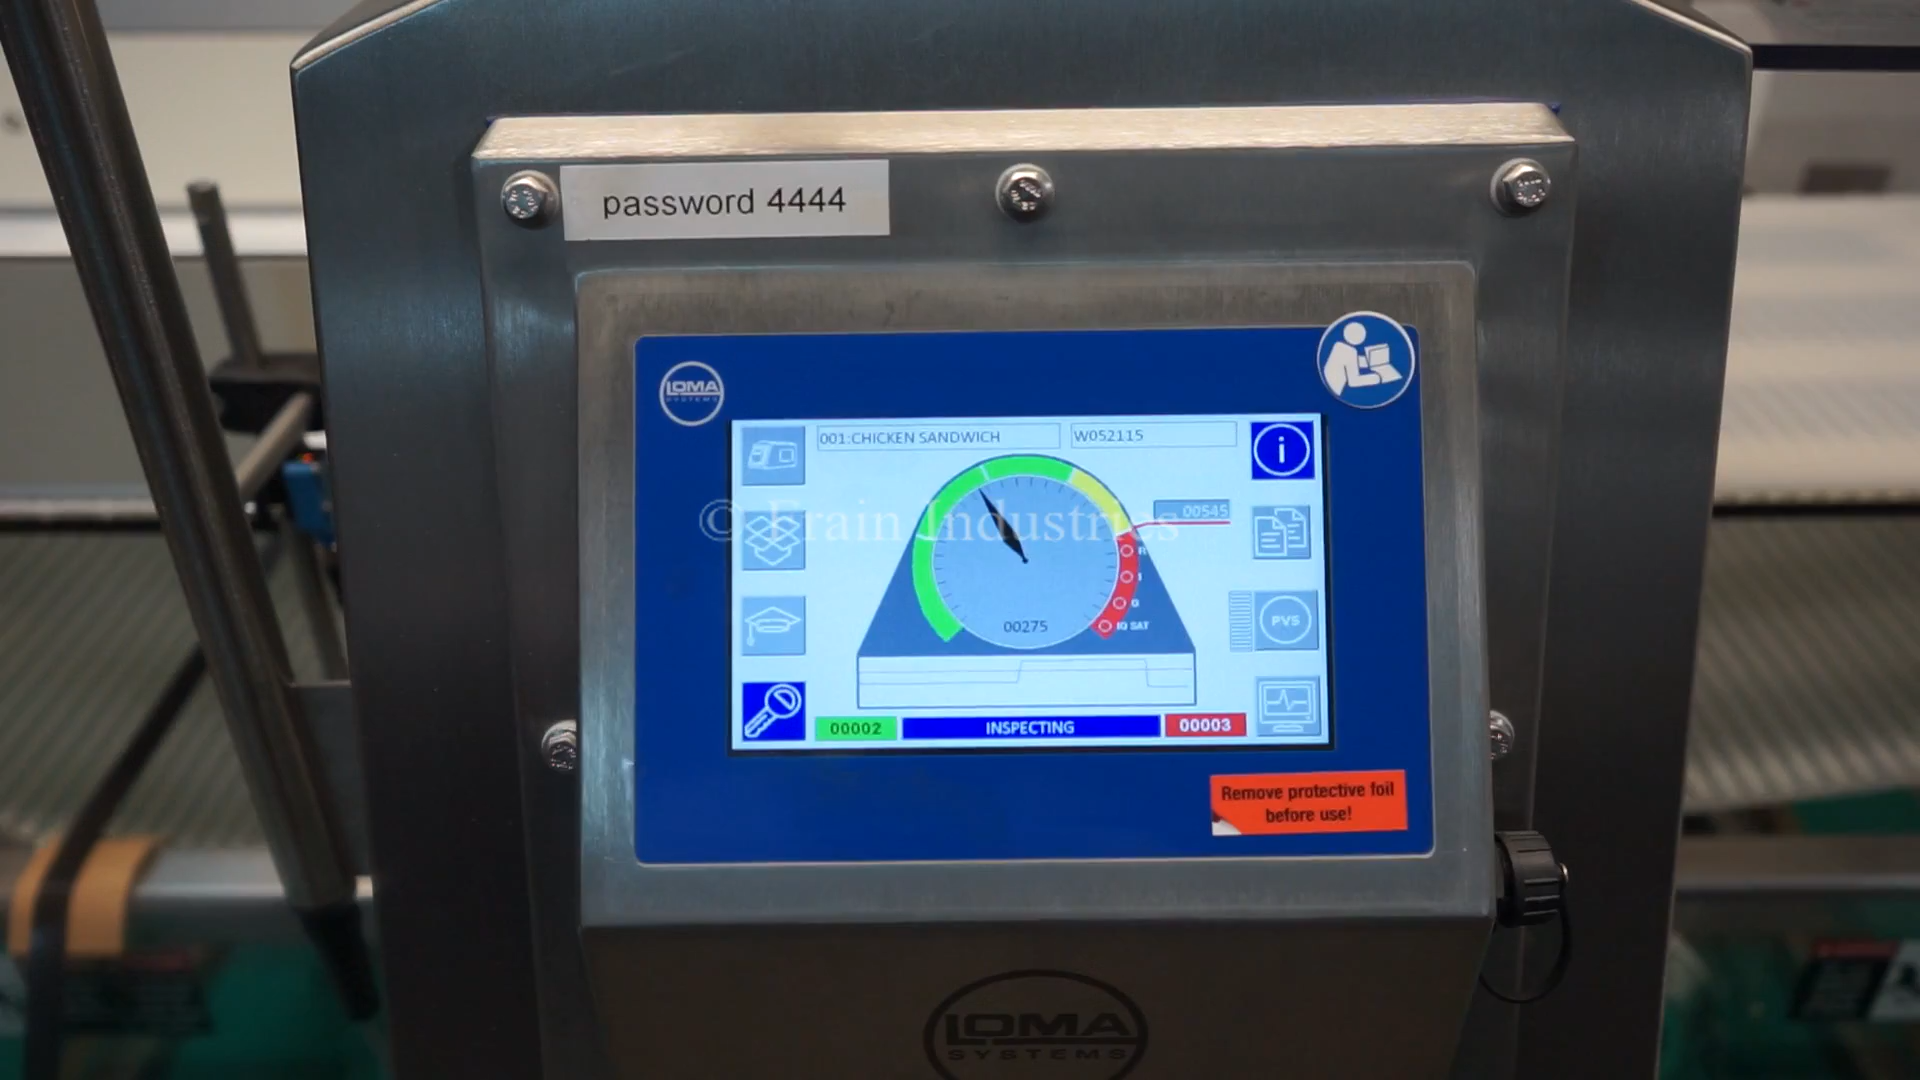 password 4444
LOMA
SYSTEMS
001:CHICKEN SANDWICH
W052115
i
© Frain Industries
00545
R
I
Q
IQ SAT
00275
PVS
00002
INSPECTING
00003
Remove protective foil
before use!
LOMA
SYSTEMS